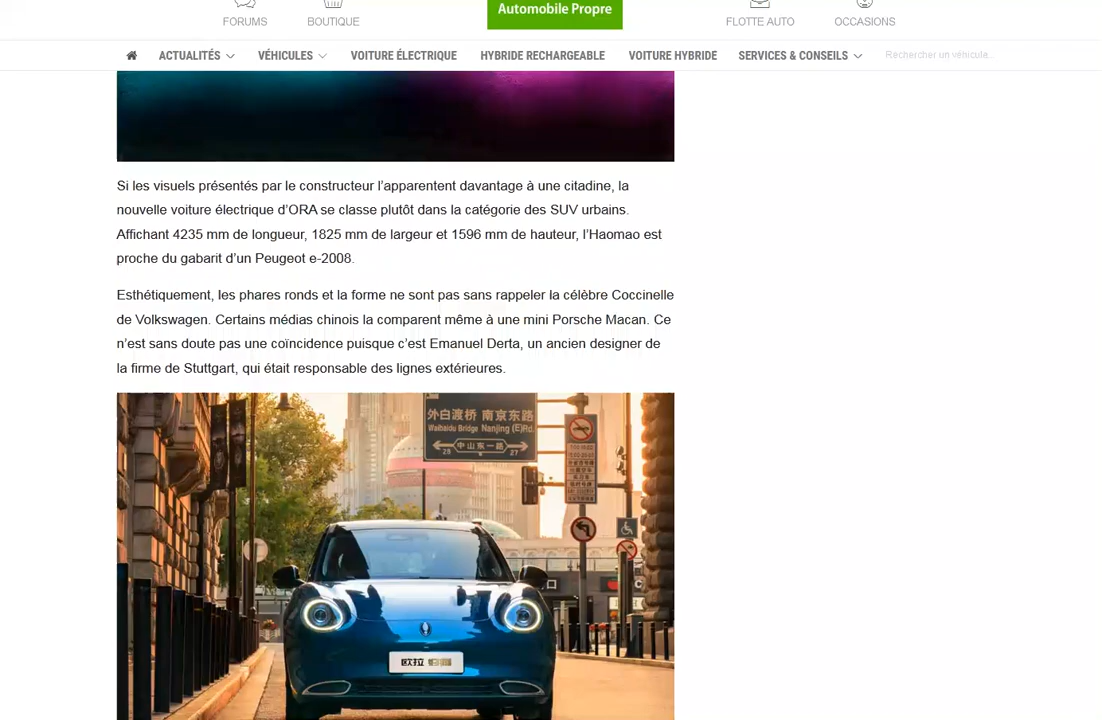 FORUMS
BOUTIQUE
Automobile Propre
FLOTTE AUTO
OCCASIONS
ACTUALITÉS
VÉHICULES
VOITURE ÉLECTRIQUE
HYBRIDE RECHARGEABLE
VOITURE HYBRIDE
SERVICES & CONSEILS
Rechercher un véhicule...
Si les visuels présentés par le constructeur l’apparentent davantage à une citadine, la
nouvelle voiture électrique d’ORA se classe plutôt dans la catégorie des SUV urbains.
Affichant 4235 mm de longueur, 1825 mm de largeur et 1596 mm de hauteur, l’Haomao est
proche du gabarit d’un Peugeot e-2008.
Esthétiquement, les phares ronds et la forme ne sont pas sans rappeler la célèbre Coccinelle
de Volkswagen. Certains médias chinois la comparent même à une mini Porsche Macan. Ce
n’est sans doute pas une coïncidence puisque c’est Emanuel Derta, un ancien designer de
la firme de Stuttgart, qui était responsable des lignes extérieures.
外白渡桥 南京东路
Waibaidu Bridge Nanjing (E)Rd.
中山东一路
29 27
欧拉